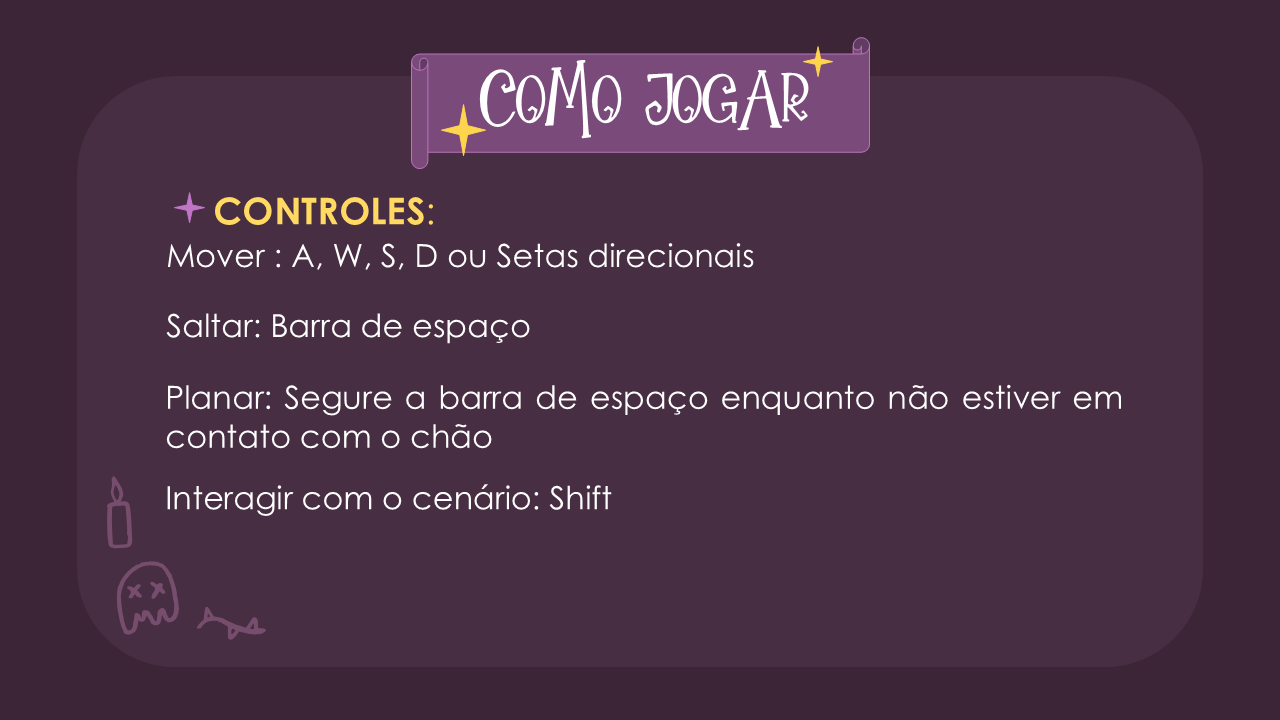 COMO JOGAR
CONTROLES:
Mover : A, W, S, D ou Setas direcionais
Saltar: Barra de espaço
Planar: Segure a barra de espaço enquanto não estiver em
contato com o chão
Interagir com o cenário: Shift